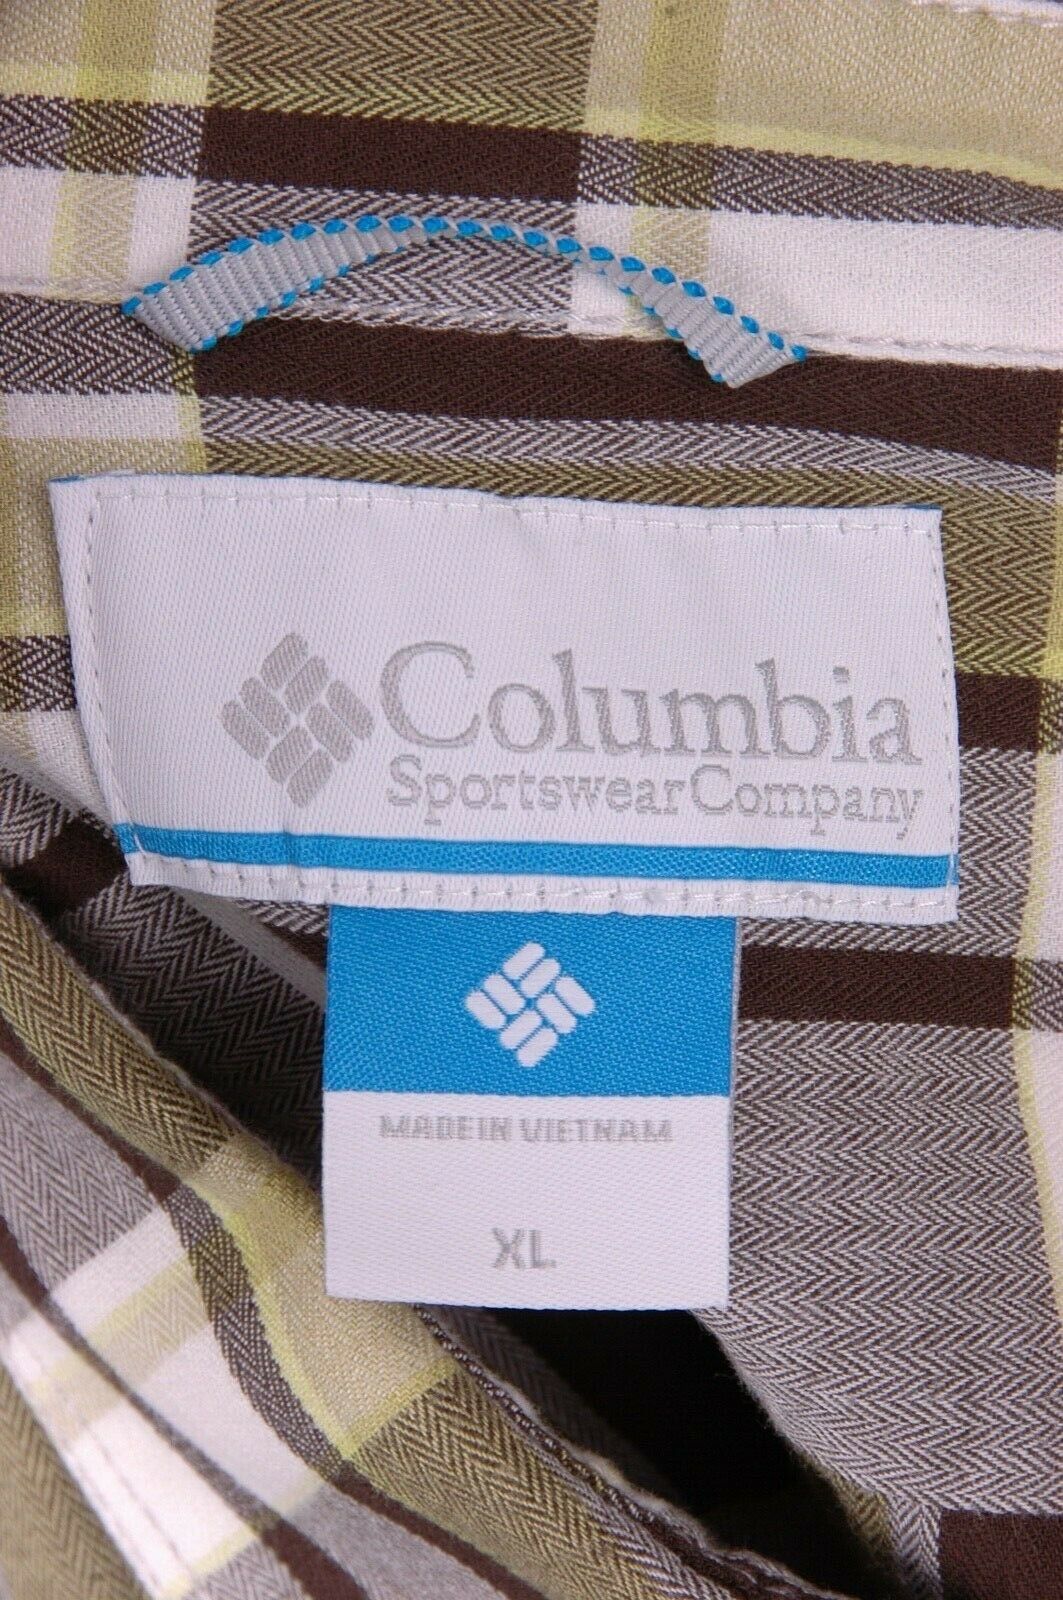 Columbia
Sportswear Company
MADE IN VIETNAM
XL